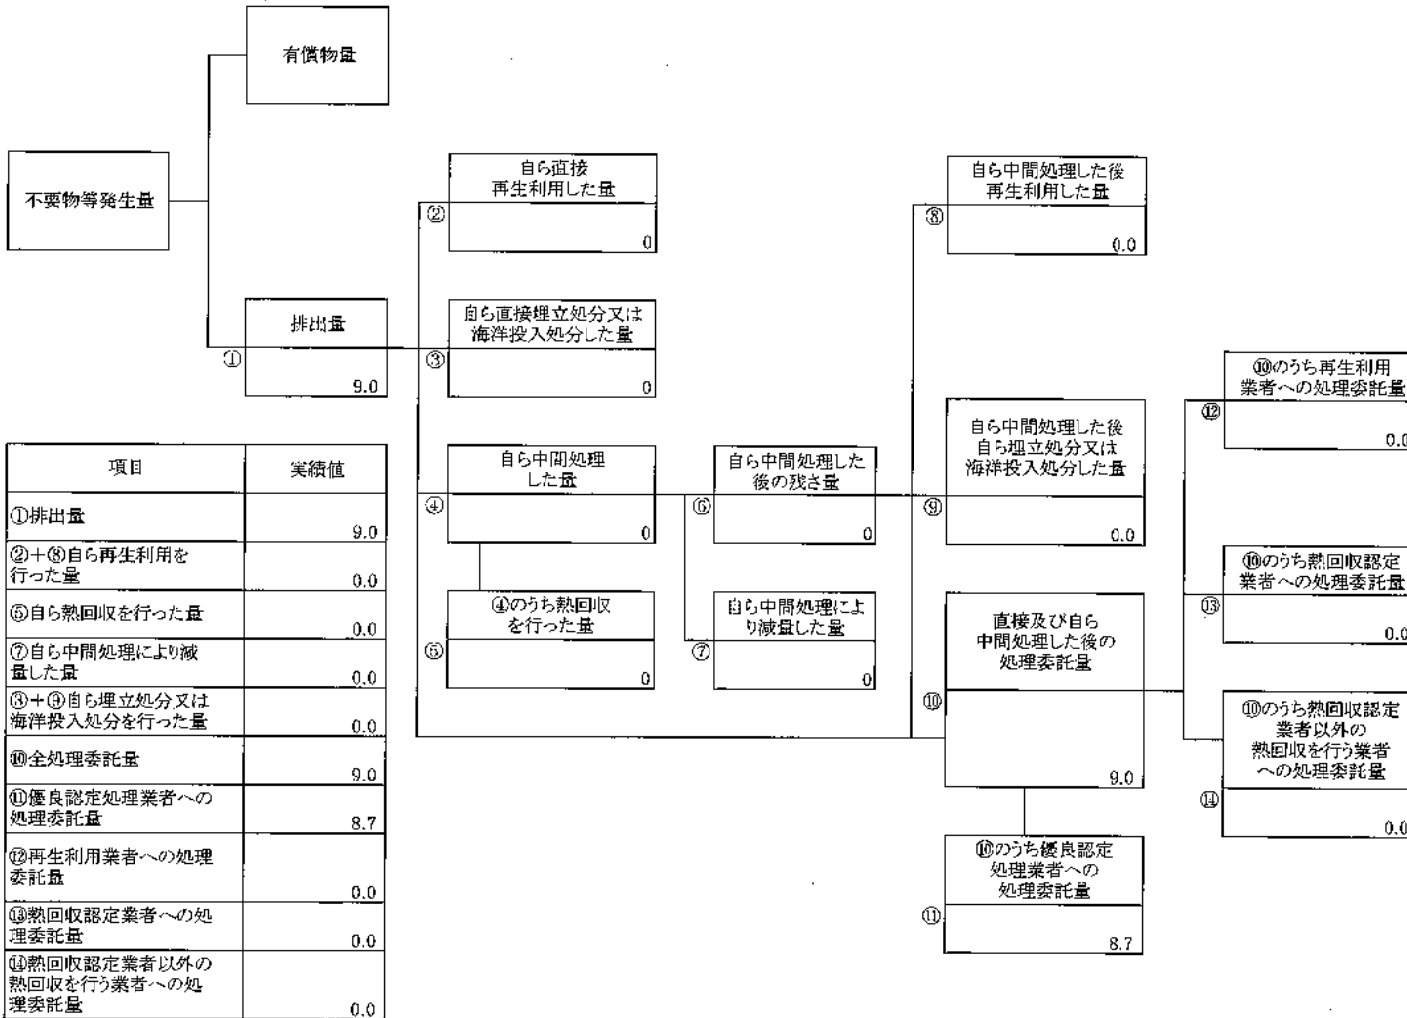 有償物量
不要物等発生量
排出量
①
9.0
自ら直接
再生利用した量
②
0
自ら直接埋立処分又は
海洋投入処分した量
③
0
自ら中間処理
した量
④
0
④のうち熱回収
を行った量
⑤
0
自ら中間処理した
後の残さ量
⑥
0
自ら中間処理によ
り減量した量
⑦
0
自ら中間処理した後
再生利用した量
⑧
0.0
自ら中間処理した後
自ら埋立処分又は
海洋投入処分した量
⑨
0.0
直接及び自ら
中間処理した後の
処理委託量
⑩
9.0
⑩のうち優良認定
処理業者への
処理委託量
⑪
8.7
⑩のうち再生利用
業者への処理委託量
⑫
0.0
⑩のうち熱回収認定
業者への処理委託量
⑬
0.0
⑩のうち熱回収認定
業者以外の
熱回収を行う業者
への処理委託量
⑭
0.0
項目 実績値
①排出量 9.0
②+⑧自ら再生利用を
行った量 0.0
⑤自ら熱回収を行った量 0.0
⑦自ら中間処理により減
量した量 0.0
③+⑨自ら埋立処分又は
海洋投入処分を行った量 0.0
⑩全処理委託量 9.0
⑪優良認定処理業者への
処理委託量 8.7
⑫再生利用業者への処理
委託量 0.0
⑬熱回収認定業者への処
理委託量 0.0
⑭熱回収認定業者以外の
熱回収を行う業者への処
理委託量 0.0